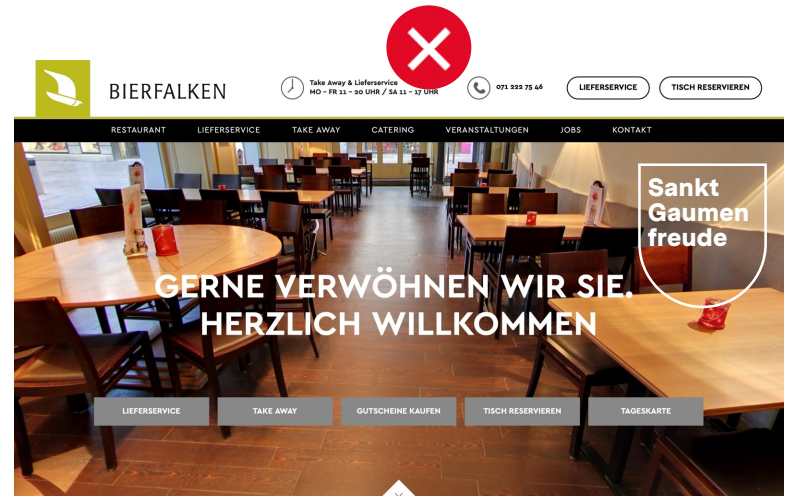 BIERFALKEN
Take Away & Lieferservice
MO – FR 11 – 20 UHR / SA 11 – 17 UHR
071 222 75 46
LIEFERSERVICE
TISCH RESERVIEREN
RESTAURANT LIEFERSERVICE TAKE AWAY CATERING VERANSTALTUNGEN JOBS KONTAKT
Sankt
Gaumen
freude
GERNE VERWÖHNEN WIR SIE.
HERZLICH WILLKOMMEN
LIEFERSERVICE TAKE AWAY GUTSCHEINE KAUFEN TISCH RESERVIEREN TAGESKARTE